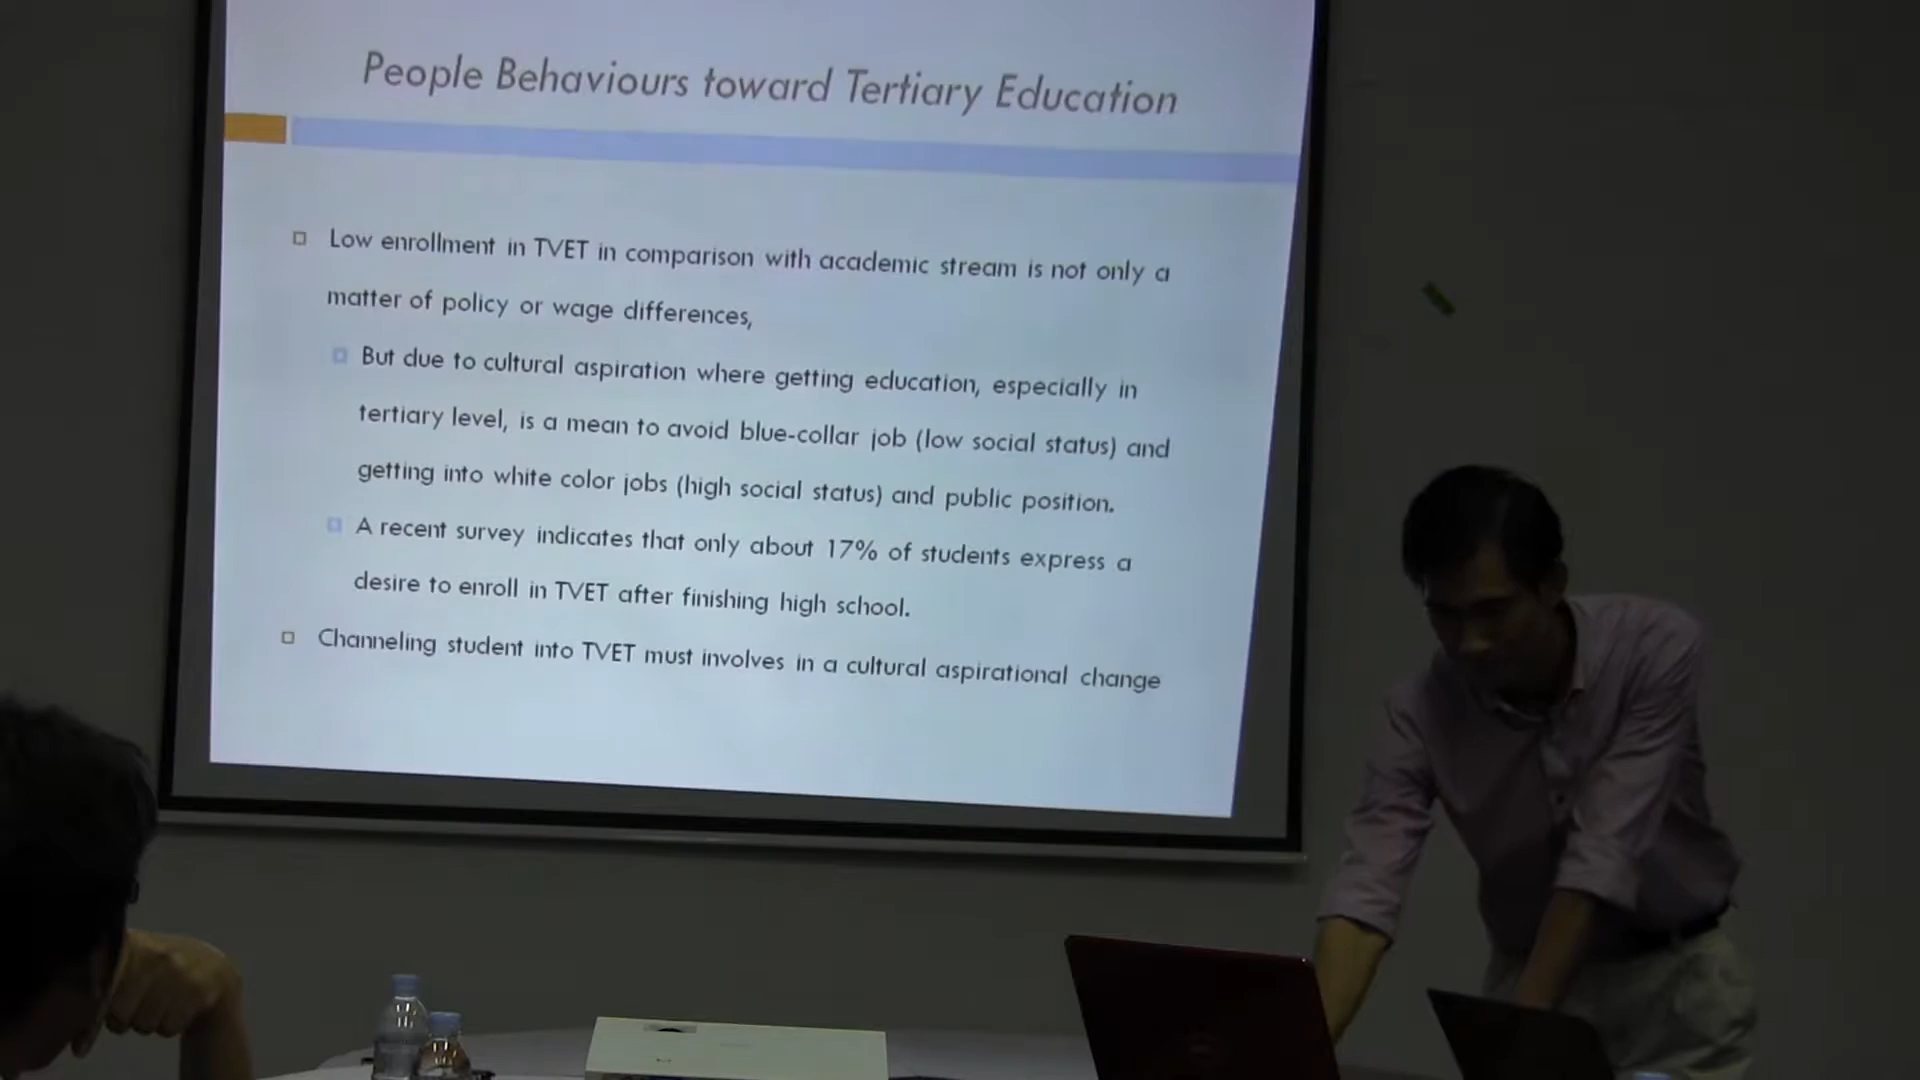 People Behaviours toward Tertiary Education
Low enrollment in TVET in comparison with academic stream is not only a
matter of policy or wage differences,
But due to cultural aspiration where getting education, especially in
tertiary level, is a mean to avoid blue-collar job (low social status) and
getting into white color jobs (high social status) and public position.
A recent survey indicates that only about 17% of students express a
desire to enroll in TVET after finishing high school.
Channeling student into TVET must involves in a cultural aspirational change